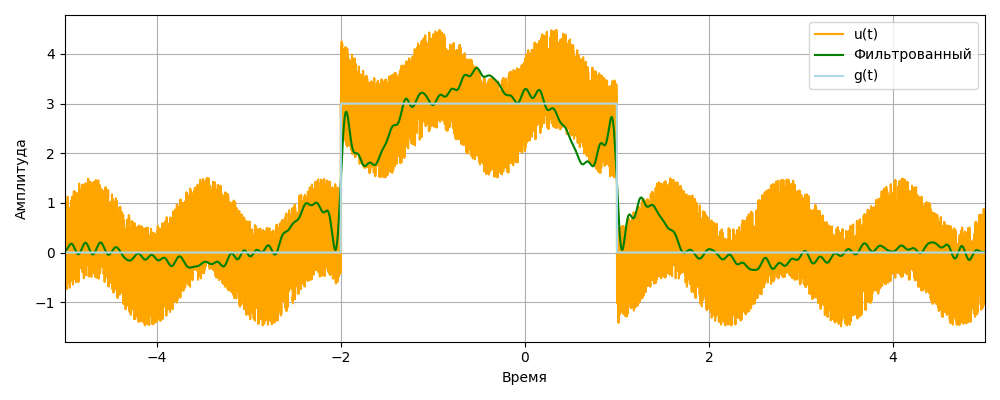 u(t)
Фильтрованный
g(t)
Амплитуда
4
3
2
1
0
−1
−4
−2
0
2
4
Время